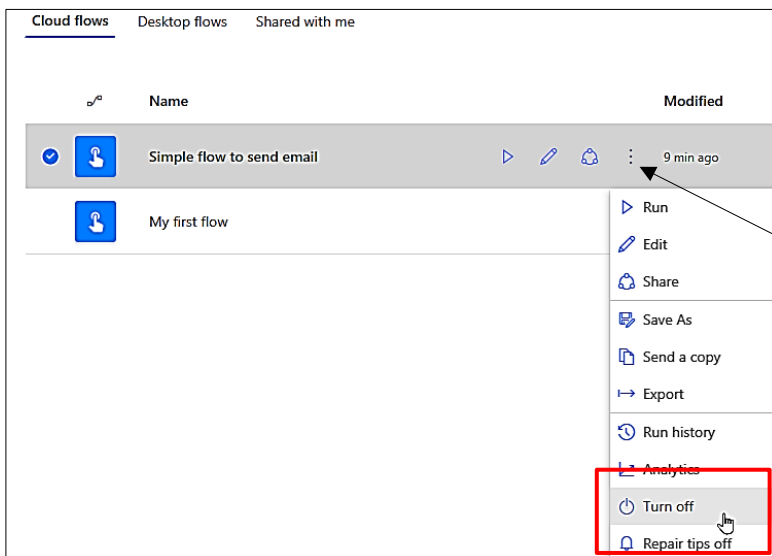 Cloud flows Desktop flows Shared with me
Name Modified
Simple flow to send email 9 min ago
My first flow
Run
Edit
Share
Save As
Send a copy
Export
Run history
Analytics
Turn off
Repair tips off